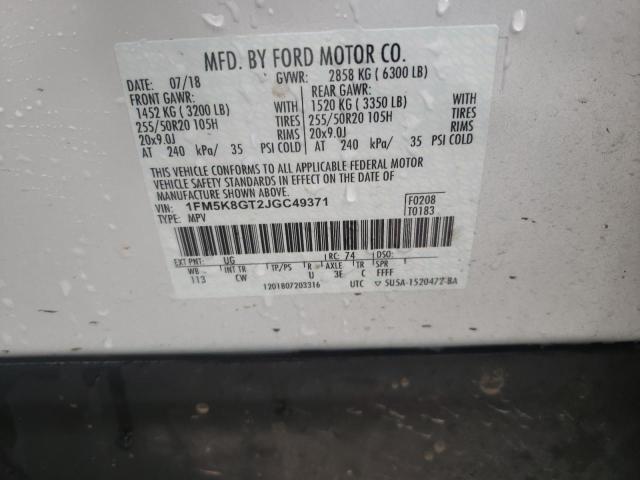 MFD. BY FORD MOTOR CO.
DATE: 07/18 GVWR: 2858 KG ( 6300 LB)
FRONT GAWR: REAR GAWR:
1452 KG ( 3200 LB) WITH 1520 KG ( 3350 LB) WITH
255/50R20 105H TIRES 255/50R20 105H TIRES
20x9.0J RIMS 20x9.0J RIMS
AT 240 kPa/ 35 PSI COLD AT 240 kPa/ 35 PSI COLD
THIS VEHICLE CONFORMS TO ALL APPLICABLE FEDERAL MOTOR
VEHICLE SAFETY STANDARDS IN EFFECT ON THE DATE OF
MANUFACTURE SHOWN ABOVE.
VIN: 1FM5K8GT2JGC49371 F0208
TYPE: MPV T0183
EXT PNT: UG RC: 74 DSO:
WB INT TR TP/PS R AXLE TR SPR
113 CW U 3E C FFFF
1201807203316 UTC ▽ SU5A-1520472-BA